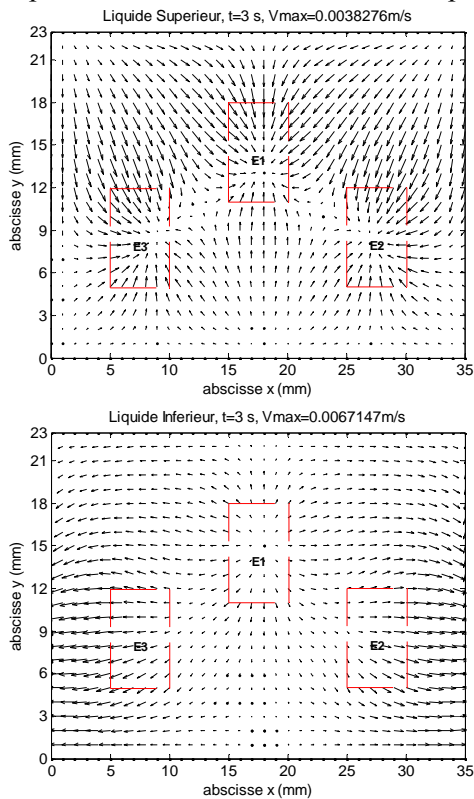 Liquide Superieur, t=3 s, Vmax=0.0038276m/s
abscisse y (mm)
23
21
18
15
12
9
6
3
0
E1
E3
E2
0 5 10 15 20 25 30 35
abscisse x (mm)
Liquide Inferieur, t=3 s, Vmax=0.0067147m/s
abscisse y (mm)
23
21
18
15
12
9
6
3
0
E1
E3
E2
0 5 10 15 20 25 30 35
abscisse x (mm)